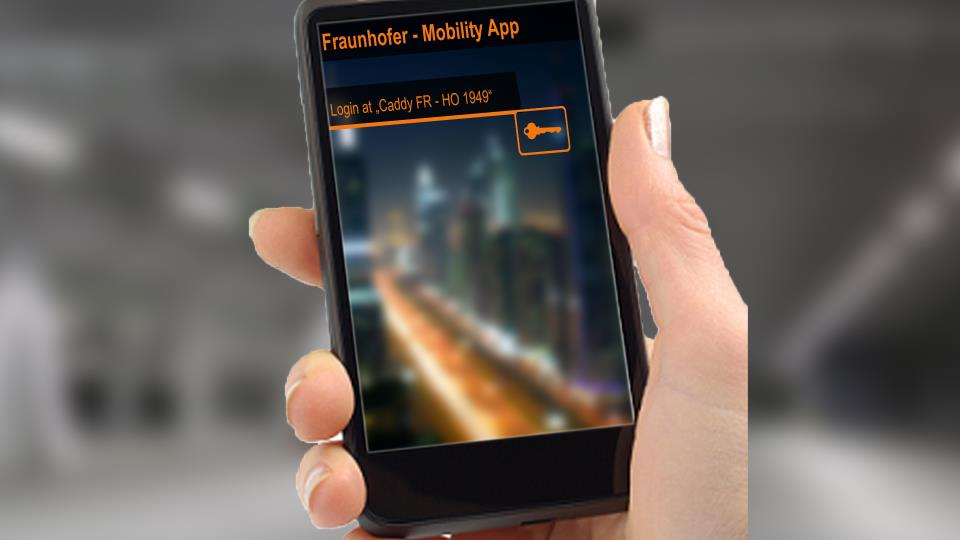 Fraunhofer - Mobility App
Login at „Caddy FR - HO 1949“